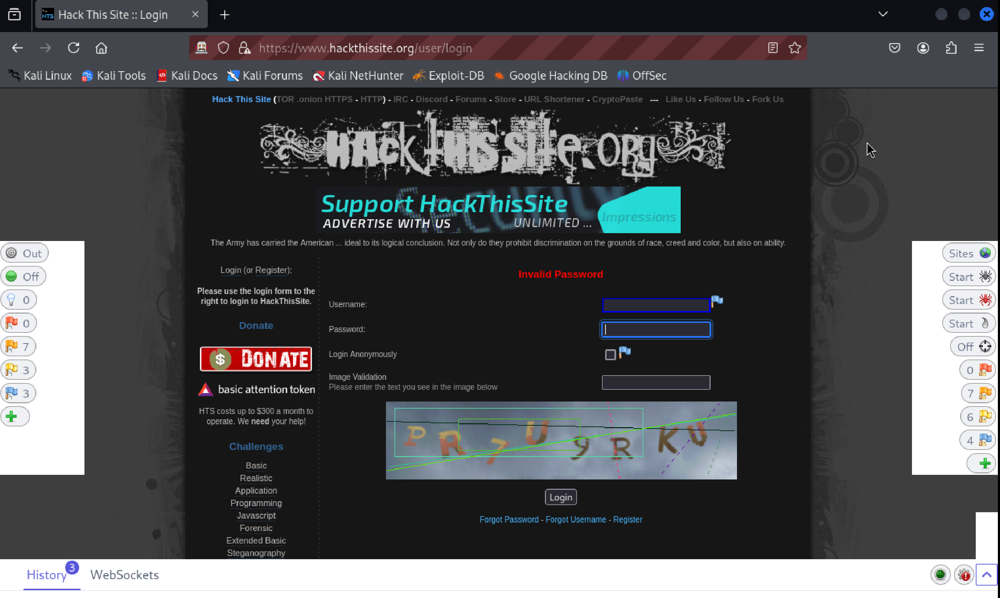 Hack This Site :: Login
https://www.hackthissite.org/user/login
Kali Linux Kali Tools Kali Docs Kali Forums Kali NetHunter Exploit-DB Google Hacking DB OffSec
Hack This Site (TOR .onion HTTPS - HTTP) - IRC - Discord - Forums - Store - URL Shortener - CryptoPaste --- Like Us - Follow Us - Fork Us
HAck tHIS Site.ORg
Support HackThisSite
ADVERTISE WITH US UNLIMITED ... Impressions
The Army has carried the American ... ideal to its logical conclusion. Not only do they prohibit discrimination on the grounds of race, creed and color, but also on ability.
Out
Off
0
0
7
3
3
Login (or Register):
Please use the login form to the
right to login to HackThisSite.
Donate
$ DONATE
basic attention token
HTS costs up to $300 a month to
operate. We need your help!
Challenges
Basic
Realistic
Application
Programming
Javascript
Forensic
Extended Basic
Steganography
Invalid Password
Username:
Password:
Login Anonymously
Image Validation
Please enter the text you see in the image below
PR7U9RKU
Login
Forgot Password - Forgot Username - Register
Sites
Start
Start
Start
Off
0
7
6
4
History 3 WebSockets